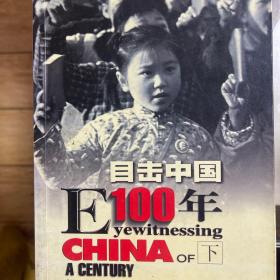 目击中国
100年
Eyewitnessing
CHINA OF 下
A CENTURY